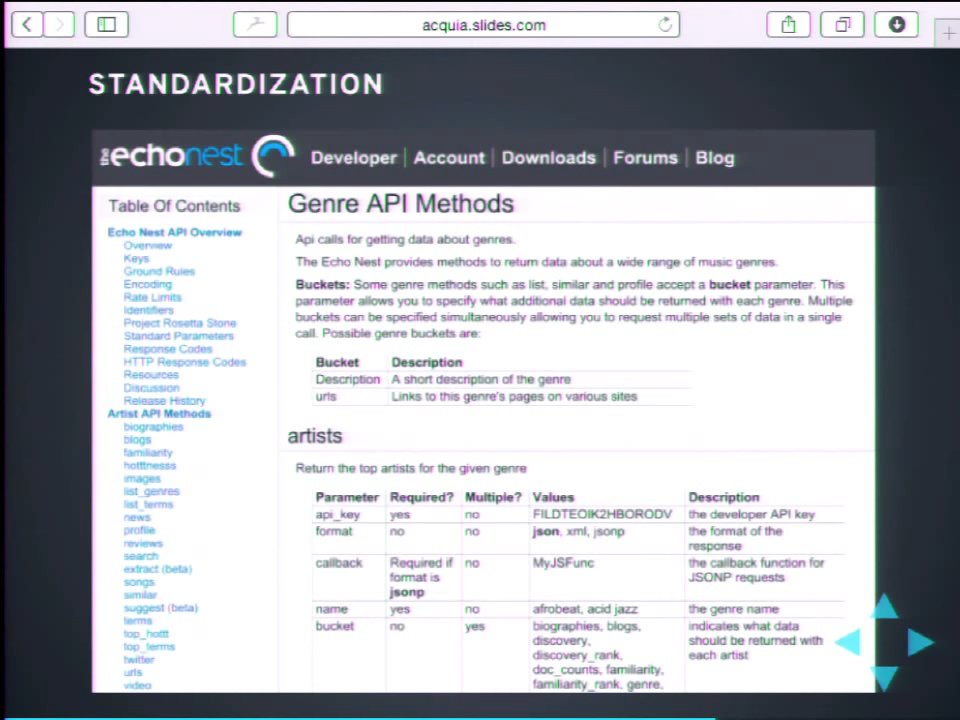 acquia.slides.com
STANDARDIZATION
the echonest
Developer | Account | Downloads | Forums | Blog
Table Of Contents
Echo Nest API Overview
Overview
Keys
Ground Rules
Encoding
Rate Limits
Identifiers
Project Rosetta Stone
Standard Parameters
Response Codes
HTTP Response Codes
Resources
Discussion
Release History
Artist API Methods
biographies
blogs
familiarity
hotttnesss
images
list_genres
list_terms
news
profile
reviews
search
extract (beta)
songs
similar
suggest (beta)
terms
top_hottt
top_terms
twitter
urls
video
Genre API Methods
Api calls for getting data about genres.
The Echo Nest provides methods to return data about a wide range of music genres.
Buckets: Some genre methods such as list, similar and profile accept a bucket parameter. This
parameter allows you to specify what additional data should be returned with each genre. Multiple
buckets can be specified simultaneously allowing you to request multiple sets of data in a single
call. Possible genre buckets are:
Bucket Description
Description A short description of the genre
urls Links to this genre's pages on various sites
artists
Return the top artists for the given genre
Parameter Required? Multiple? Values Description
api_key yes no FILDTEOIK2HBORODV the developer API key
format no no json, xml, jsonp the format of the
response
callback Required if no MyJSFunc the callback function for
format is JSONP requests
jsonp
name yes no afrobeat, acid jazz the genre name
bucket no yes biographies, blogs, indicates what data
discovery, should be returned with
discovery_rank, each artist
doc_counts, familiarity,
familiarity_rank, genre,